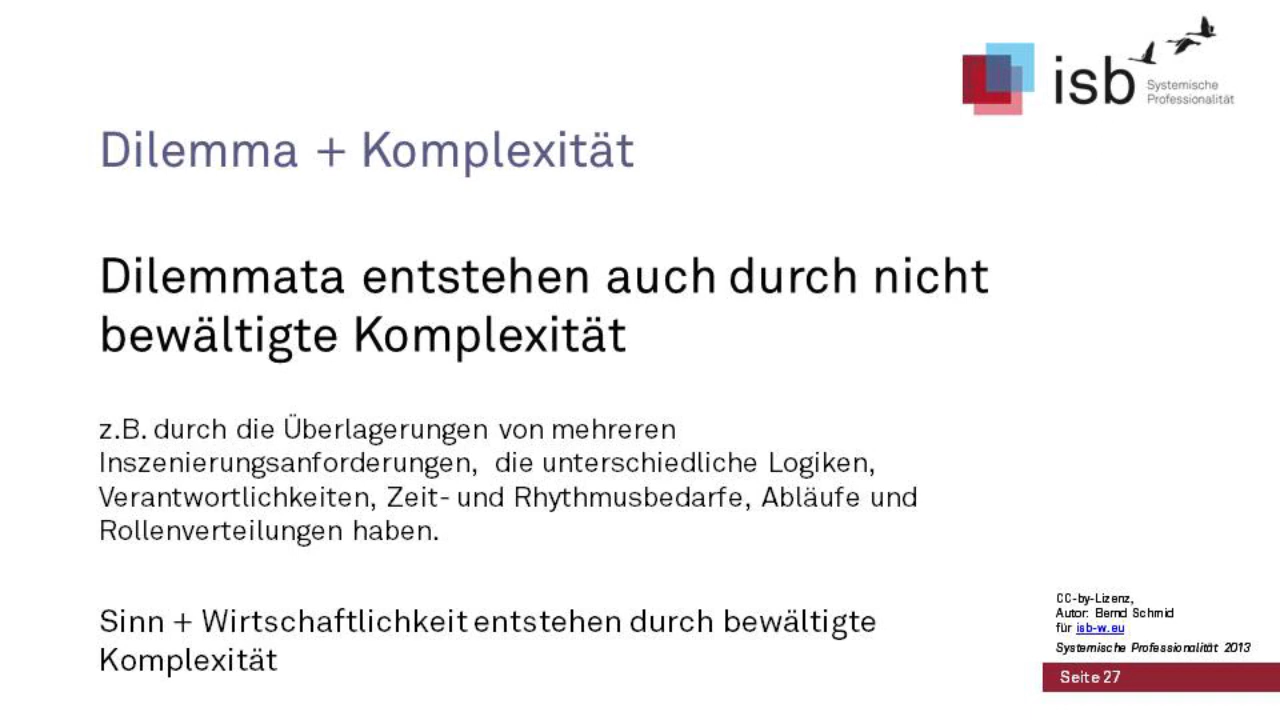 isb
Systemische
Professionalität
Dilemma + Komplexität
Dilemmata entstehen auch durch nicht
bewältigte Komplexität
z.B. durch die Überlagerungen von mehreren
Inszenierungsanforderungen, die unterschiedliche Logiken,
Verantwortlichkeiten, Zeit- und Rhythmusbedarfe, Abläufe und
Rollenverteilungen haben.
Sinn + Wirtschaftlichkeit entstehen durch bewältigte
Komplexität
CC-by-Lizenz,
Autor: Bernd Schmid
für isb-w.eu
Systemische Professionalität 2013
Seite 27